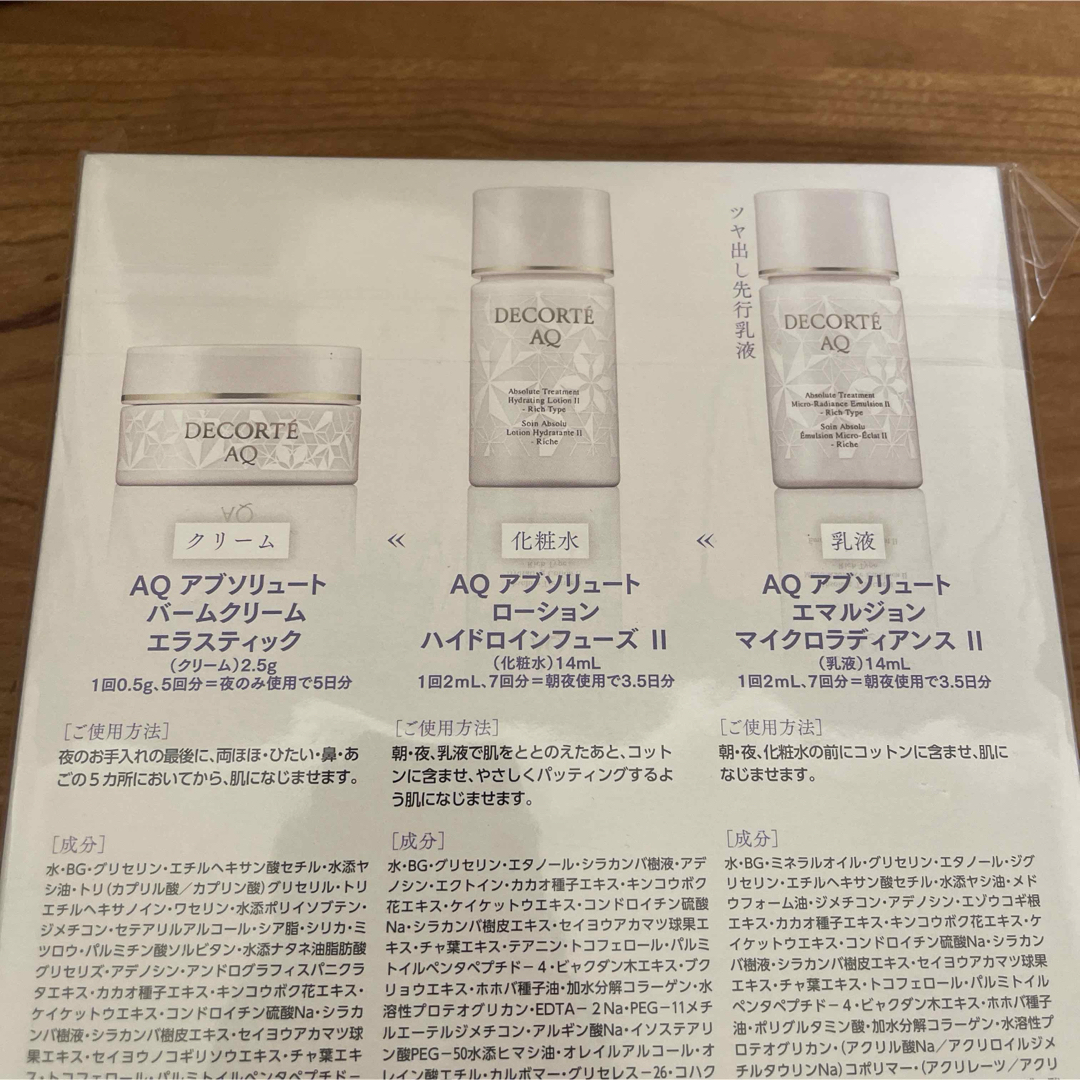 DECORTÉ
AQ
クリーム
AQ アブソリュート
バームクリーム
エラスティック
(クリーム)2.5g
1回0.5g、5回分＝夜のみ使用で5日分
[ご使用方法]
夜のお手入れの最後に、両ほほ・ひたい・鼻・あ
ごの5カ所においてから、肌になじませます。
[成分]
水・BG・グリセリン・エチルヘキサン酸セチル・水添ヤ
シ油・トリ(カプリル酸／カプリン酸)グリセリル・トリ
エチルヘキサノイン・ワセリン・水添ポリイソブテン・
ジメチコン・セテアリルアルコール・シア脂・シリカ・ミ
ツロウ・パルミチン酸ソルビタン・水添ナタネ油脂肪酸
グリセリズ・アデノシン・アンドログラフィスパニクラ
タエキス・カカオ種子エキス・キンコウボク花エキス・
ケイケットウエキス・コンドロイチン硫酸Na・シラカ
ンバ樹液・シラカンバ樹皮エキス・セイヨウアカマツ球
果エキス・セイヨウノコギリソウエキス・チャ葉エキ
ス・トコフェロール・パルミトイルペンタペプチド－
DECORTÉ
AQ
Absolute Treatment
Hydrating Lotion II
- Rich Type
Soin Absolu
Lotion Hydratante II
- Riche
«
化粧水
AQ アブソリュート
ローション
ハイドロインフューズ II
(化粧水)14mL
1回2mL、7回分＝朝夜使用で3.5日分
[ご使用方法]
朝・夜、乳液で肌をととのえたあと、コット
ンに含ませ、やさしくパッティングするよ
う肌になじませます。
[成分]
水・BG・グリセリン・エタノール・シラカンバ樹液・アデ
ノシン・エクトイン・カカオ種子エキス・キンコウボク
花エキス・ケイケットウエキス・コンドロイチン硫酸
Na・シラカンバ樹皮エキス・セイヨウアカマツ球果エ
キス・チャ葉エキス・テアニン・トコフェロール・パルミ
トイルペンタペプチド－4・ビャクダン木エキス・ブク
リョウエキス・ホホバ種子油・加水分解コラーゲン・水
溶性プロテオグリカン・EDTA－2Na・PEG－11メチ
ルエーテルジメチコン・アルギン酸Na・イソステアリ
ン酸PEG－50水添ヒマシ油・オレイルアルコール・オ
レイン酸エチル・カルボマー・グリセレス－26・コハク
ツヤ出し先行乳液
DECORTÉ
AQ
Absolute Treatment
Micro-Radiance Emulsion II
- Rich Type
Soin Absolu
Émulsion Micro-Éclat II
- Riche
«
乳液
AQ アブソリュート
エマルジョン
マイクロラディアンス II
(乳液)14mL
1回2mL、7回分＝朝夜使用で3.5日分
[ご使用方法]
朝・夜、化粧水の前にコットンに含ませ、肌に
なじませます。
[成分]
水・BG・ミネラルオイル・グリセリン・エタノール・ジグ
リセリン・エチルヘキサン酸セチル・水添ヤシ油・メド
ウフォーム油・ジメチコン・アデノシン・エゾウコギ根
エキス・カカオ種子エキス・キンコウボク花エキス・ケ
イケットウエキス・コンドロイチン硫酸Na・シラカン
バ樹液・シラカンバ樹皮エキス・セイヨウアカマツ球果
エキス・チャ葉エキス・トコフェロール・パルミトイル
ペンタペプチド－4・ビャクダン木エキス・ホホバ種子
油・ポリグルタミン酸・加水分解コラーゲン・水溶性プ
ロテオグリカン・(アクリル酸Na／アクリロイルジメ
チルタウリンNa)コポリマー・(アクリレーツ／アクリ